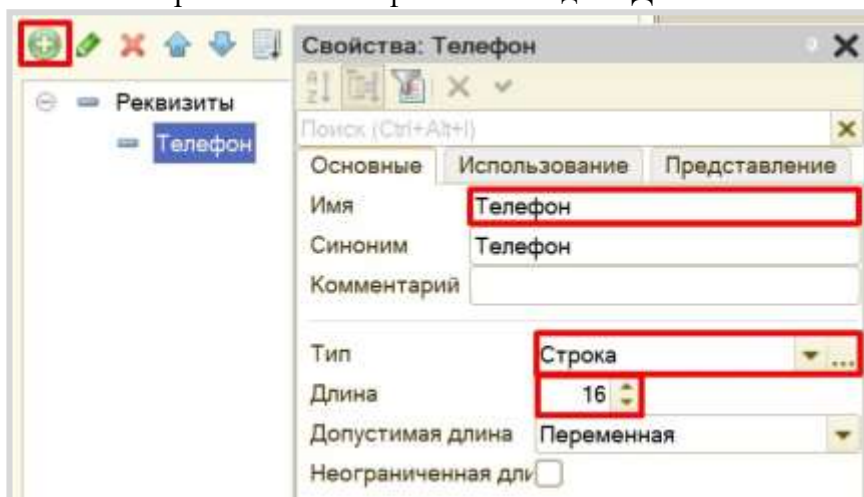 Свойства: Телефон
Реквизиты
Телефон
Поиск (Ctrl+Alt+I)
Основные Использование Представление
Имя Телефон
Синоним Телефон
Комментарий
Тип Строка ...
Длина 16
Допустимая длина Переменная
Неограниченная дли